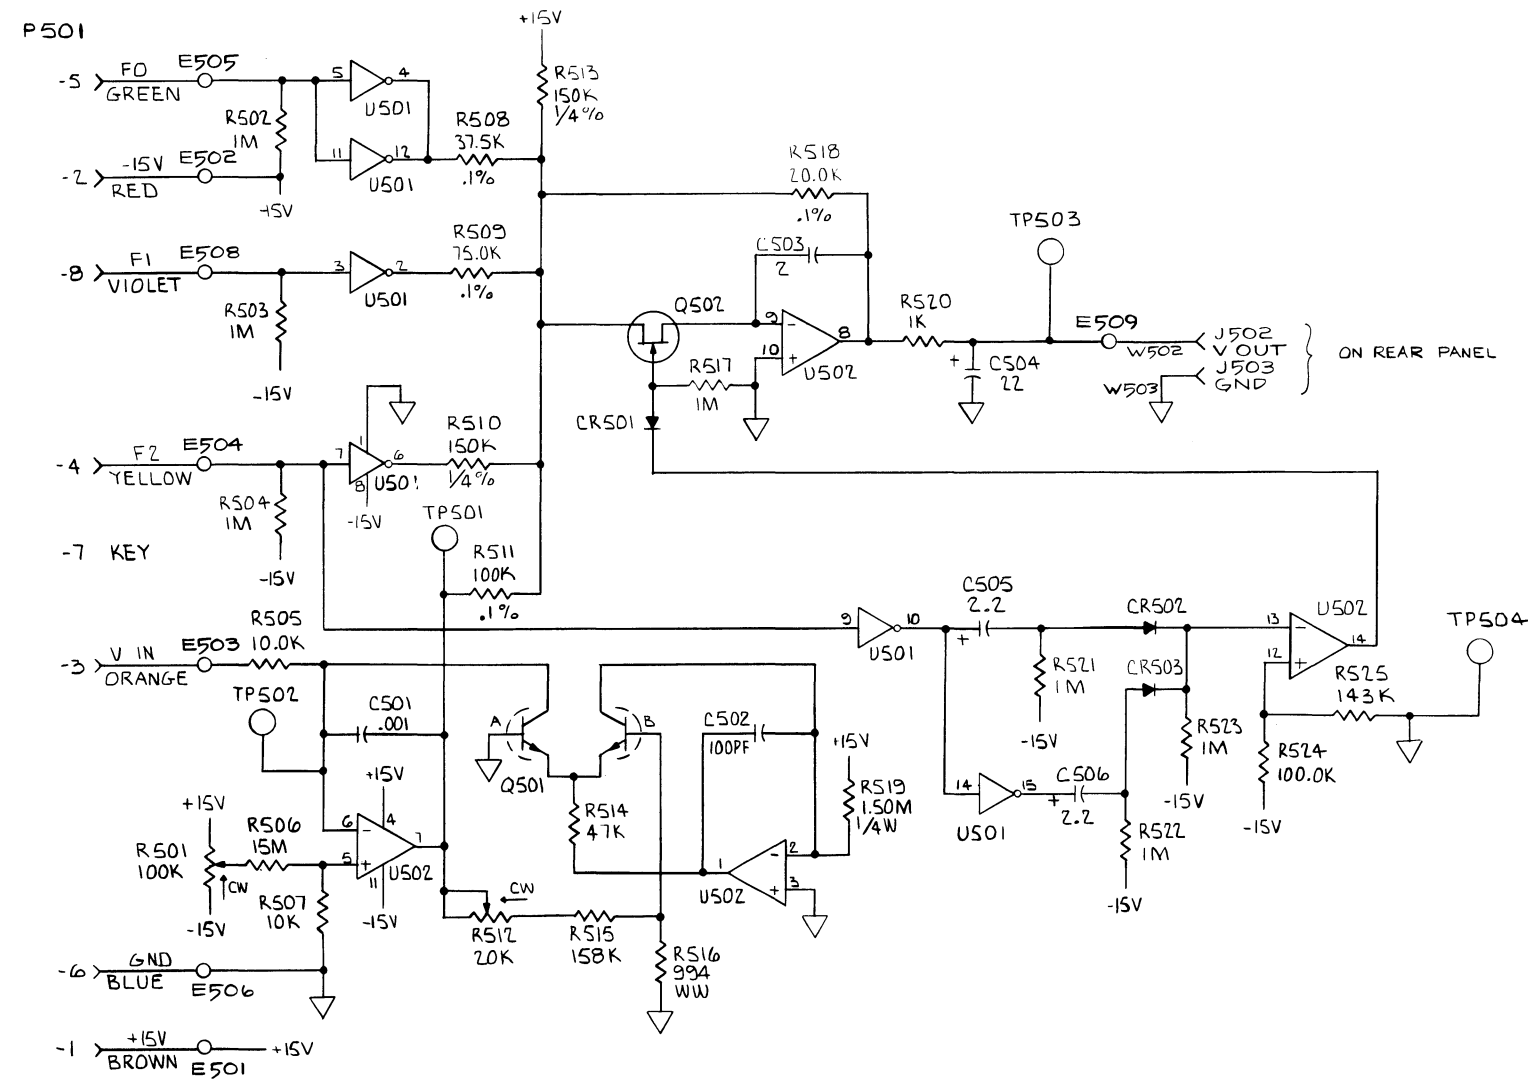 P501
+15V
-5 F0 E505
GREEN
5 4
U501
R502
1M
11 12
U501
R508
37.5K
.1%
R513
150K
1/4%
-2 -15V E502
RED
-15V
R518
20.0K
.1%
TP503
-8 F1 E508
VIOLET
3 2
U501
R509
75.0K
.1%
R503
1M
-15V
C503
2
Q502
9 -
10 +
8
U502
R517
1M
CR501
R520
1K
+ C504
22
E509
W502
J502
V OUT
J503
GND
W503
ON REAR PANEL
-4 F2 E504
YELLOW
7 1 6
8 U501
-15V
R510
150K
1/4%
R504
1M
-15V
TP501
-7 KEY
R511
100K
.1%
9 10
U501
C505
2.2
+
CR502
CR503
R521
1M
-15V
13 -
12 +
14
U502
TP504
R525
143K
R523
1M
-15V
R524
100.0K
-15V
-3 V IN E503
ORANGE
R505
10.0K
TP502
C501
.001
A
B
Q501
C502
100PF
+15V
R519
1.50M
1/4W
14 15
U501
C506
+ 2.2
R522
1M
-15V
+15V
R501
100K
CW
-15V
R506
15M
R507
10K
+15V
6 - 4
5 + 7
11 U502
-15V
R514
47K
1
2 -
3 +
U502
CW
R512
20K
R515
158K
R516
994
WW
-6 GND
BLUE E506
-1 +15V
BROWN E501
+15V